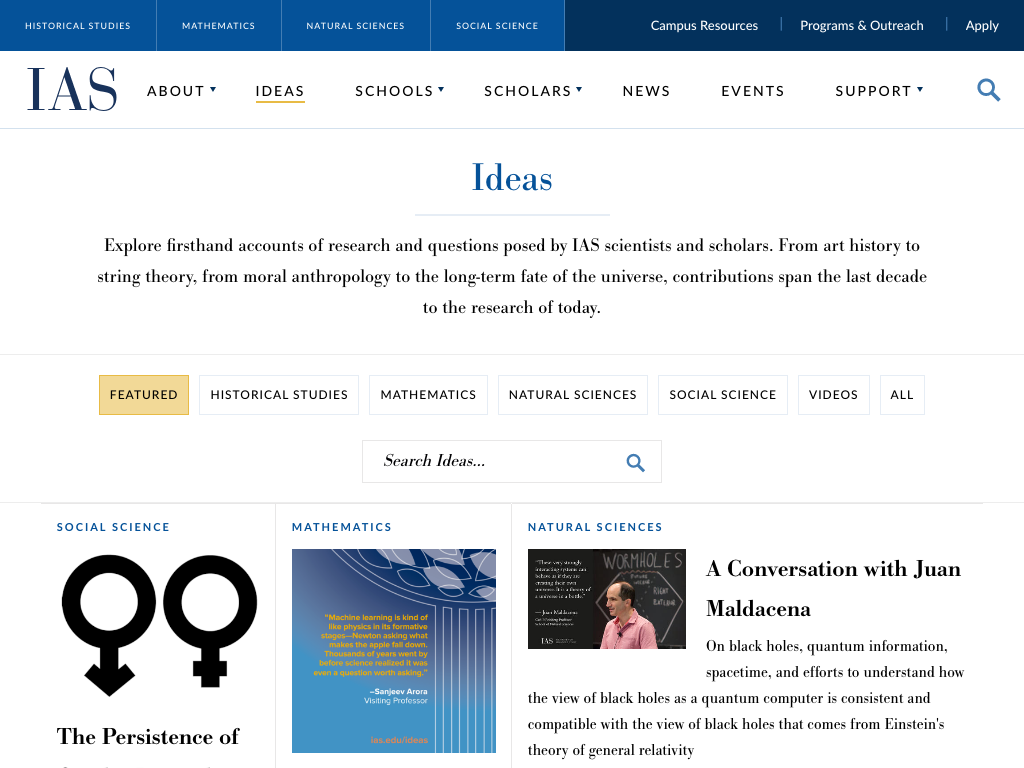 HISTORICAL STUDIES
MATHEMATICS
NATURAL SCIENCES
SOCIAL SCIENCE
Campus Resources
Programs & Outreach
Apply
IAS
ABOUT
IDEAS
SCHOOLS
SCHOLARS
NEWS
EVENTS
SUPPORT
Ideas
Explore firsthand accounts of research and questions posed by IAS scientists and scholars. From art history to
string theory, from moral anthropology to the long-term fate of the universe, contributions span the last decade
to the research of today.
FEATURED
HISTORICAL STUDIES
MATHEMATICS
NATURAL SCIENCES
SOCIAL SCIENCE
VIDEOS
ALL
Search Ideas...
SOCIAL SCIENCE
The Persistence of
MATHEMATICS
"Machine learning is kind of
like physics in its formative
stages—Newton asking what
makes the apple fall down.
Thousands of years went by
before science realized it was
even a question worth asking."
–Sanjeev Arora
Visiting Professor
ias.edu/ideas
NATURAL SCIENCES
"These very strongly
interacting systems can
behave as if they are
creating their own
universe. It is a theory of
a universe in a bottle."
— Juan Maldacena
IAS
WORMHOLES
RIGHT
A Conversation with Juan
Maldacena
On black holes, quantum information,
spacetime, and efforts to understand how
the view of black holes as a quantum computer is consistent and
compatible with the view of black holes that comes from Einstein's
theory of general relativity